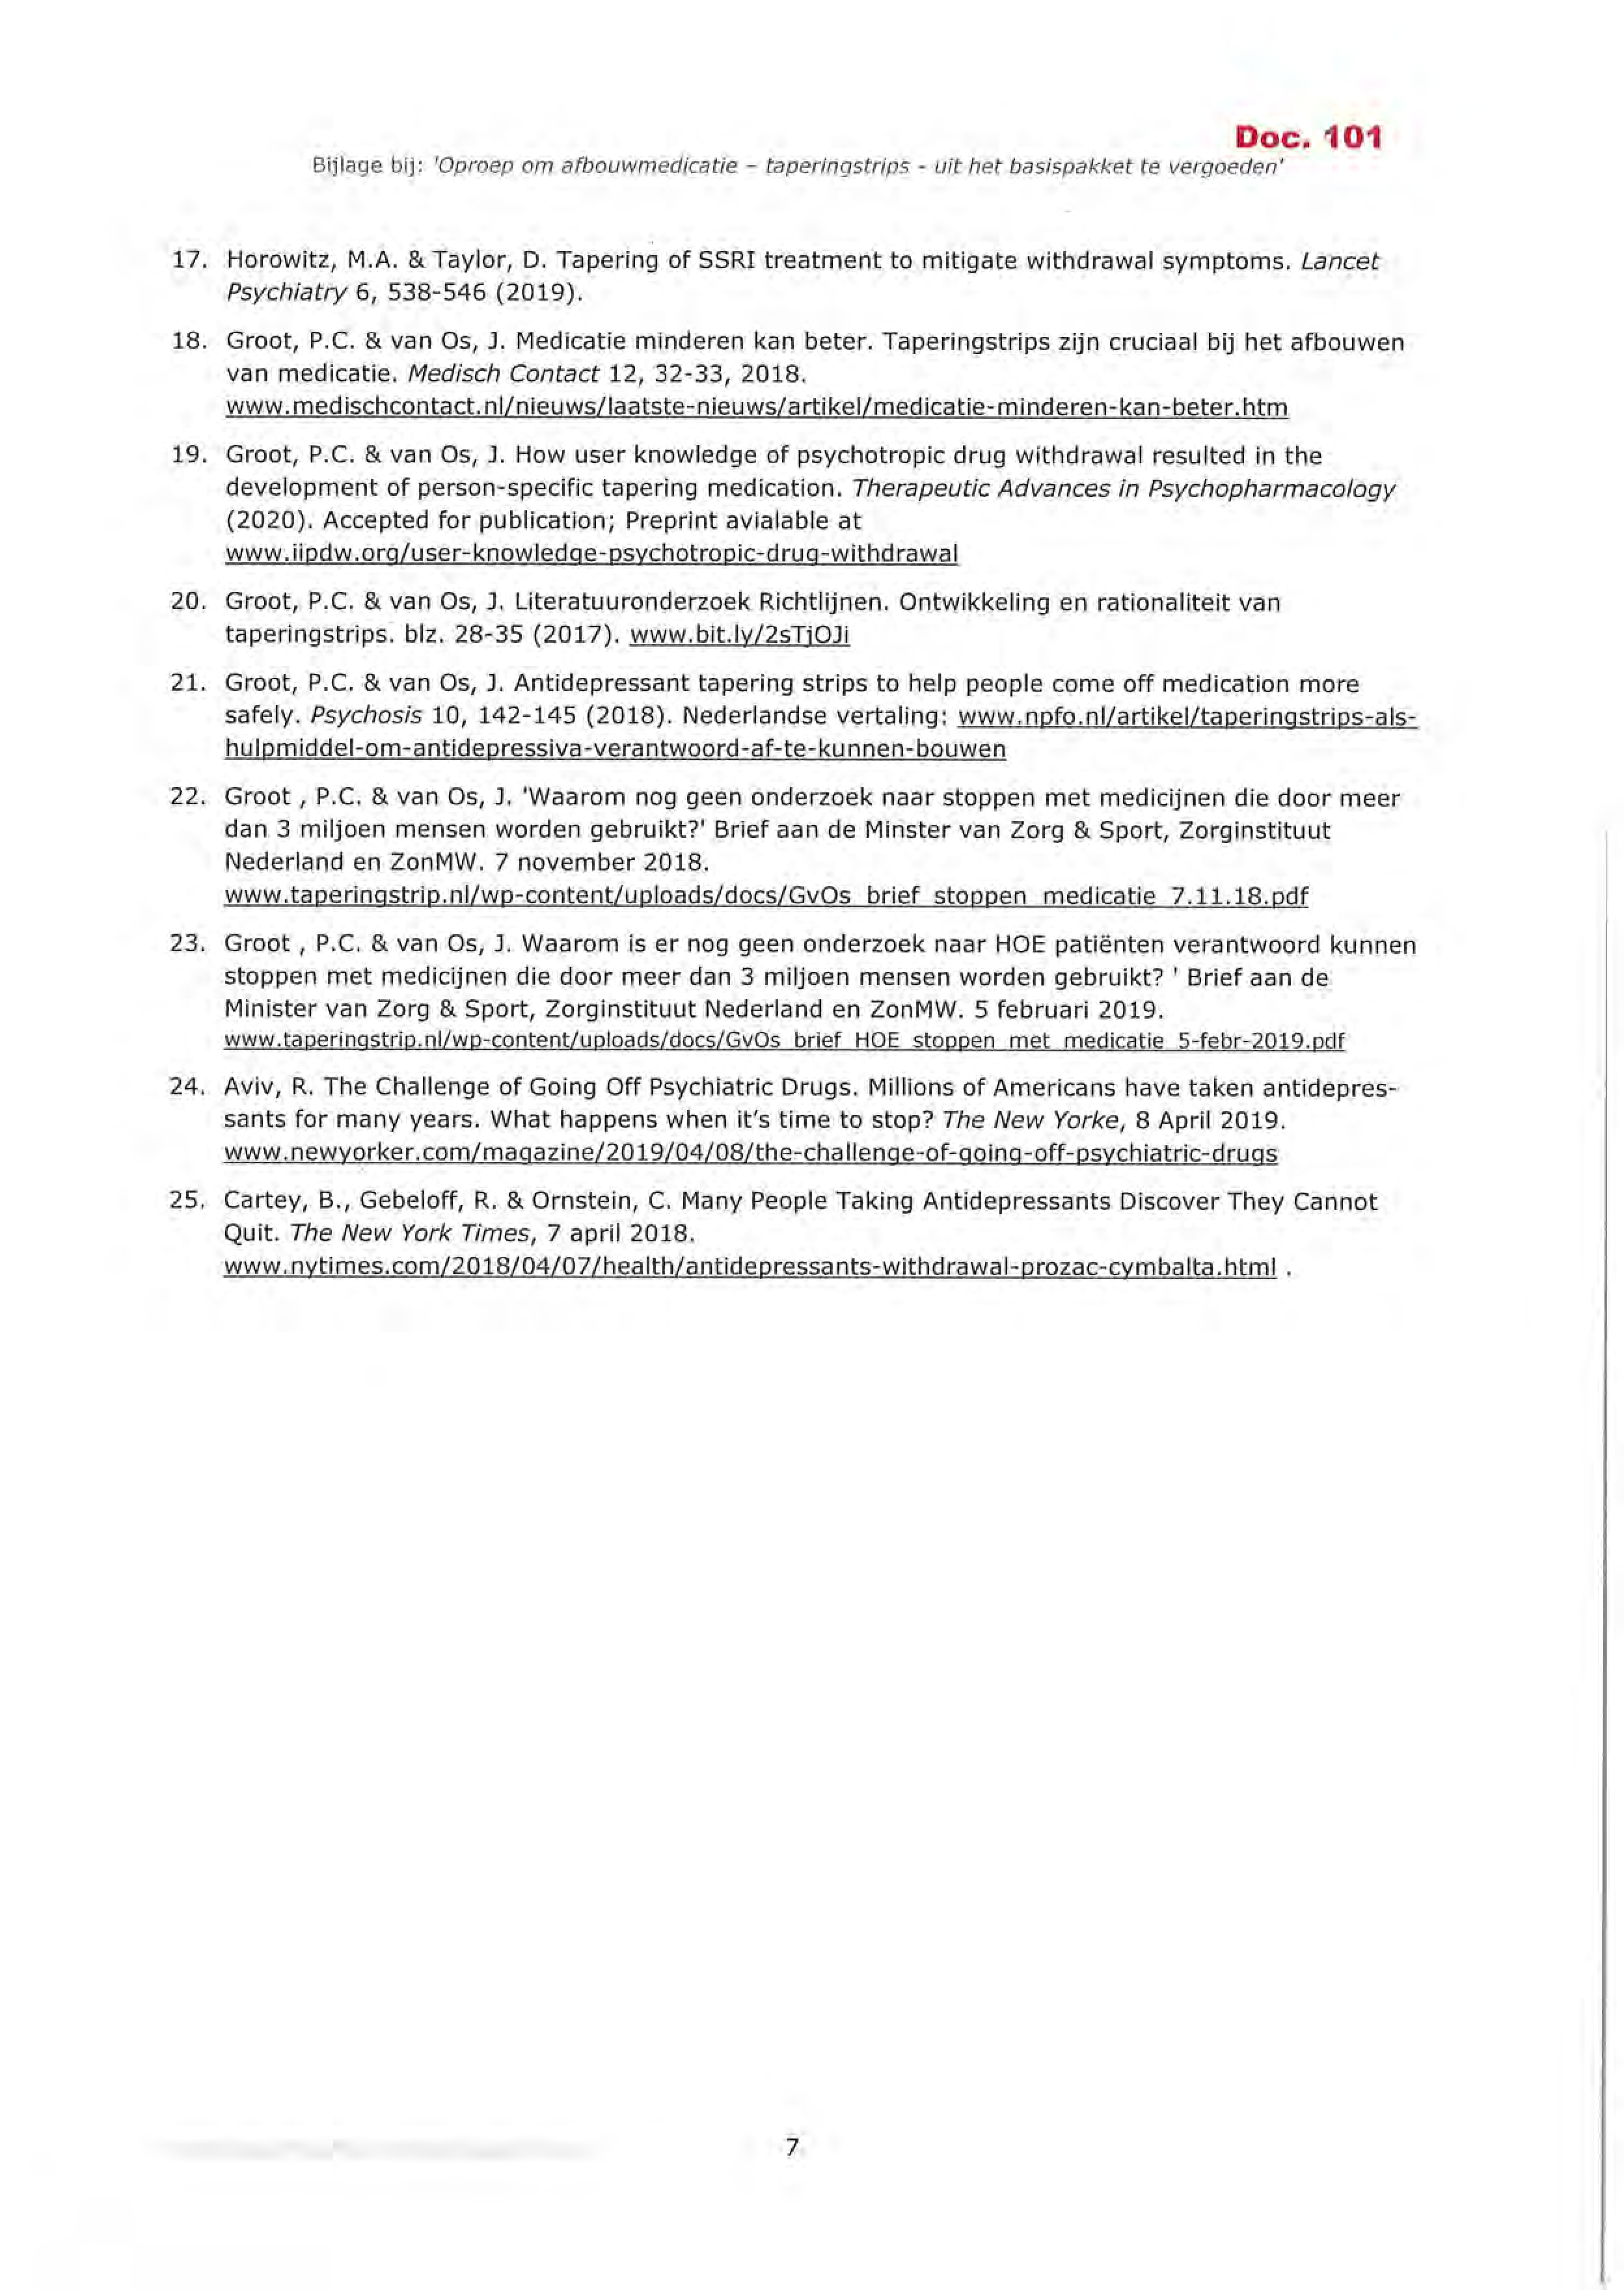 Doc. 101
Bijlage bij: 'Oproep om afbouwmedicatie – taperingstrips - uit het basispakket te vergoeden'
17. Horowitz, M.A. & Taylor, D. Tapering of SSRI treatment to mitigate withdrawal symptoms. Lancet
Psychiatry 6, 538-546 (2019).
18. Groot, P.C. & van Os, J. Medicatie minderen kan beter. Taperingstrips zijn cruciaal bij het afbouwen
van medicatie. Medisch Contact 12, 32-33, 2018.
www.medischcontact.nl/nieuws/laatste-nieuws/artikel/medicatie-minderen-kan-beter.htm
19. Groot, P.C. & van Os, J. How user knowledge of psychotropic drug withdrawal resulted in the
development of person-specific tapering medication. Therapeutic Advances in Psychopharmacology
(2020). Accepted for publication; Preprint avialable at
www.iipdw.org/user-knowledge-psychotropic-drug-withdrawal
20. Groot, P.C. & van Os, J. Literatuuronderzoek Richtlijnen. Ontwikkeling en rationaliteit van
taperingstrips. blz. 28-35 (2017). www.bit.ly/2sTjOJi
21. Groot, P.C. & van Os, J. Antidepressant tapering strips to help people come off medication more
safely. Psychosis 10, 142-145 (2018). Nederlandse vertaling: www.npfo.nl/artikel/taperingstrips-als-
hulpmiddel-om-antidepressiva-verantwoord-af-te-kunnen-bouwen
22. Groot , P.C. & van Os, J. 'Waarom nog geen onderzoek naar stoppen met medicijnen die door meer
dan 3 miljoen mensen worden gebruikt?' Brief aan de Minster van Zorg & Sport, Zorginstituut
Nederland en ZonMW. 7 november 2018.
www.taperingstrip.nl/wp-content/uploads/docs/GvOs_brief_stoppen_medicatie_7.11.18.pdf
23. Groot , P.C. & van Os, J. Waarom is er nog geen onderzoek naar HOE patiënten verantwoord kunnen
stoppen met medicijnen die door meer dan 3 miljoen mensen worden gebruikt? ' Brief aan de
Minister van Zorg & Sport, Zorginstituut Nederland en ZonMW. 5 februari 2019.
www.taperingstrip.nl/wp-content/uploads/docs/GvOs_brief_HOE_stoppen_met_medicatie_5-febr-2019.pdf
24. Aviv, R. The Challenge of Going Off Psychiatric Drugs. Millions of Americans have taken antidepres-
sants for many years. What happens when it's time to stop? The New Yorke, 8 April 2019.
www.newyorker.com/magazine/2019/04/08/the-challenge-of-going-off-psychiatric-drugs
25. Cartey, B., Gebeloff, R. & Ornstein, C. Many People Taking Antidepressants Discover They Cannot
Quit. The New York Times, 7 april 2018.
www.nytimes.com/2018/04/07/health/antidepressants-withdrawal-prozac-cymbalta.html .
7